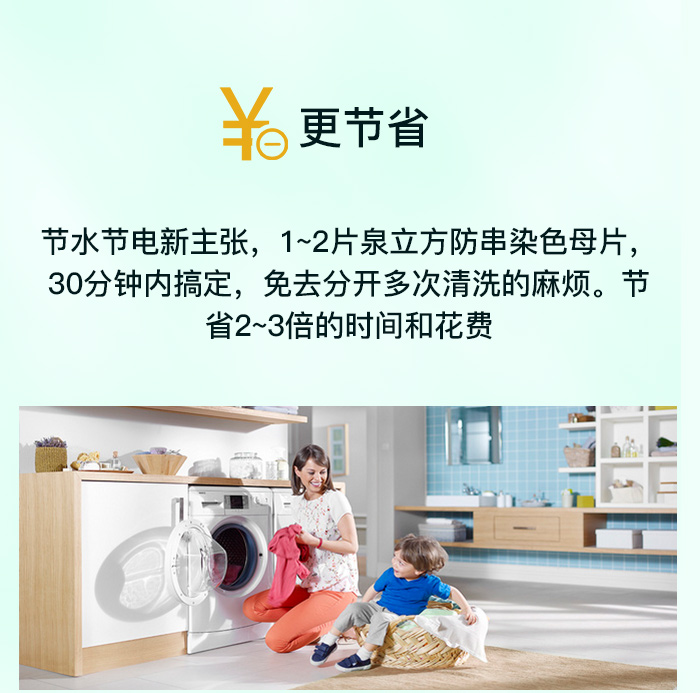 更节省
节水节电新主张，1~2片泉立方防串染色母片，
30分钟内搞定，免去分开多次清洗的麻烦。节
省2~3倍的时间和花费